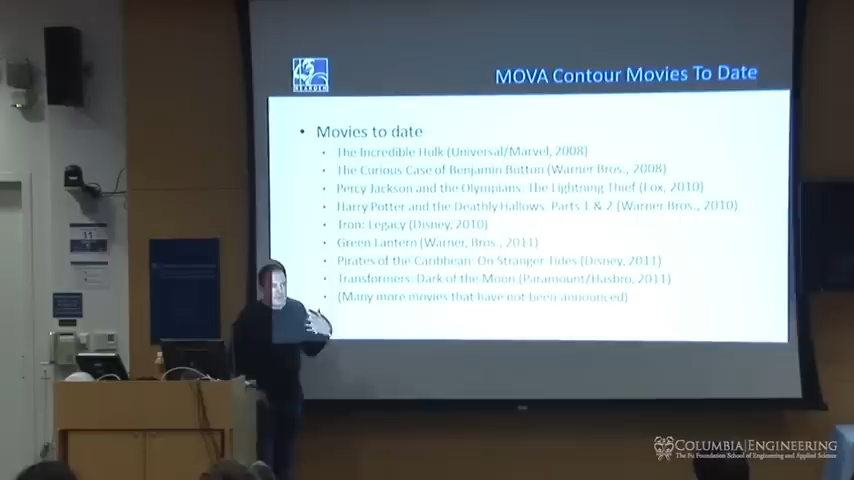 MOVA Contour Movies To Date
REARDEN
• Movies to date
• The Incredible Hulk (Universal/Marvel, 2008)
• The Curious Case of Benjamin Button (Warner Bros., 2008)
• Percy Jackson and the Olympians: The Lightning Thief (Fox, 2010)
• Harry Potter and the Deathly Hallows: Parts 1 & 2 (Warner Bros., 2010)
• Tron: Legacy (Disney, 2010)
• Green Lantern (Warner, Bros., 2011)
• Pirates of the Caribbean: On Stranger Tides (Disney, 2011)
• Transformers: Dark of the Moon (Paramount/Hasbro, 2011)
• (Many more movies that have not been announced)
11
COLUMBIA | ENGINEERING
The Fu Foundation School of Engineering and Applied Science